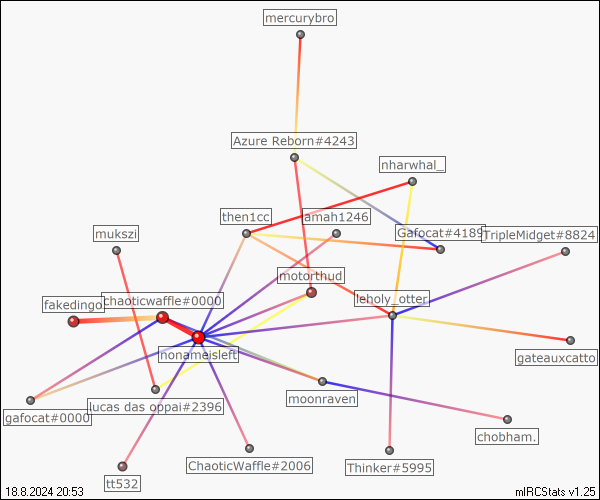 mercurybro
Azure Reborn#4243
nharwhal_
then1cc
amah1246
Gafocat#4189
TripleMidget#8824
mukszi
motorthud
fakedingo
chaoticwaffle#0000
leholy_otter
nonameisleft
gateauxcatto
moonraven
gafocat#0000
lucas das oppai#2396
chobham.
ChaoticWaffle#2006
Thinker#5995
tt532
18.8.2024 20:53
mIRCStats v1.25